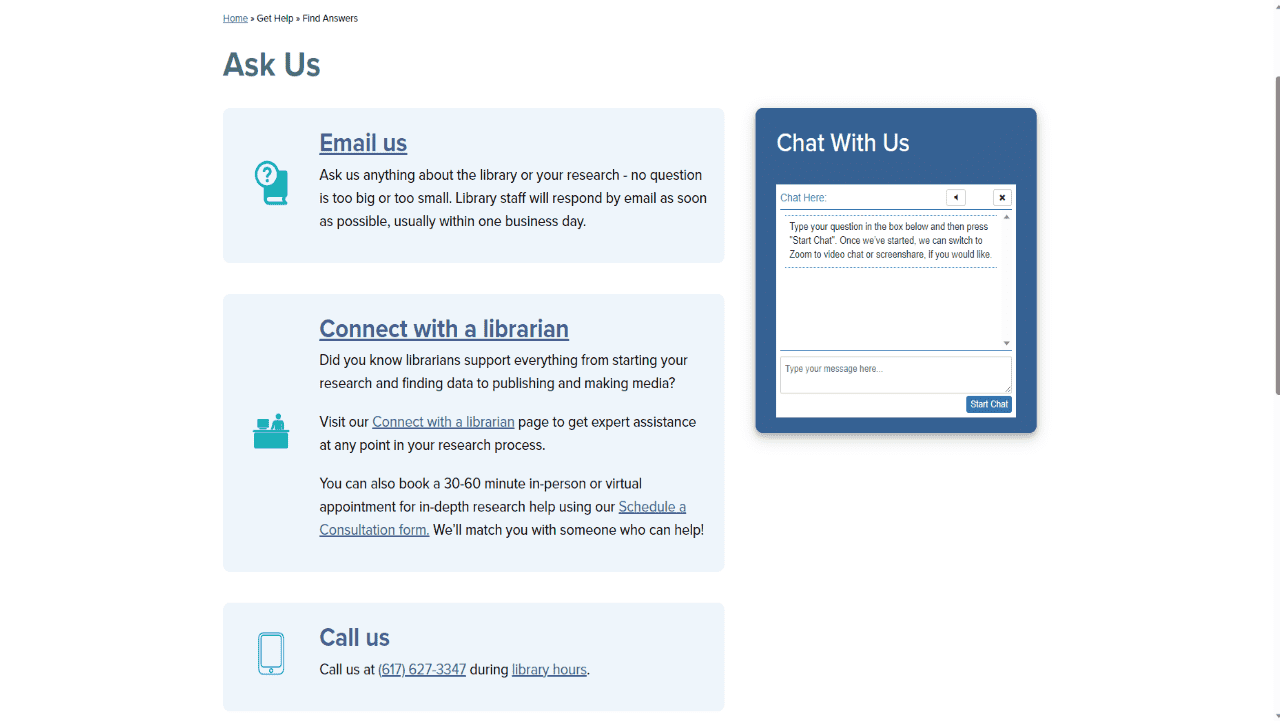 Home » Get Help » Find Answers
Ask Us
Email us
Ask us anything about the library or your research - no question
is too big or too small. Library staff will respond by email as soon
as possible, usually within one business day.
Connect with a librarian
Did you know librarians support everything from starting your
research and finding data to publishing and making media?
Visit our Connect with a librarian page to get expert assistance
at any point in your research process.
You can also book a 30-60 minute in-person or virtual
appointment for in-depth research help using our Schedule a
Consultation form. We'll match you with someone who can help!
Call us
Call us at (617) 627-3347 during library hours.
Chat With Us
Chat Here:
Type your question in the box below and then press
"Start Chat". Once we've started, we can switch to
Zoom to video chat or screenshare, if you would like.
Type your message here...
Start Chat